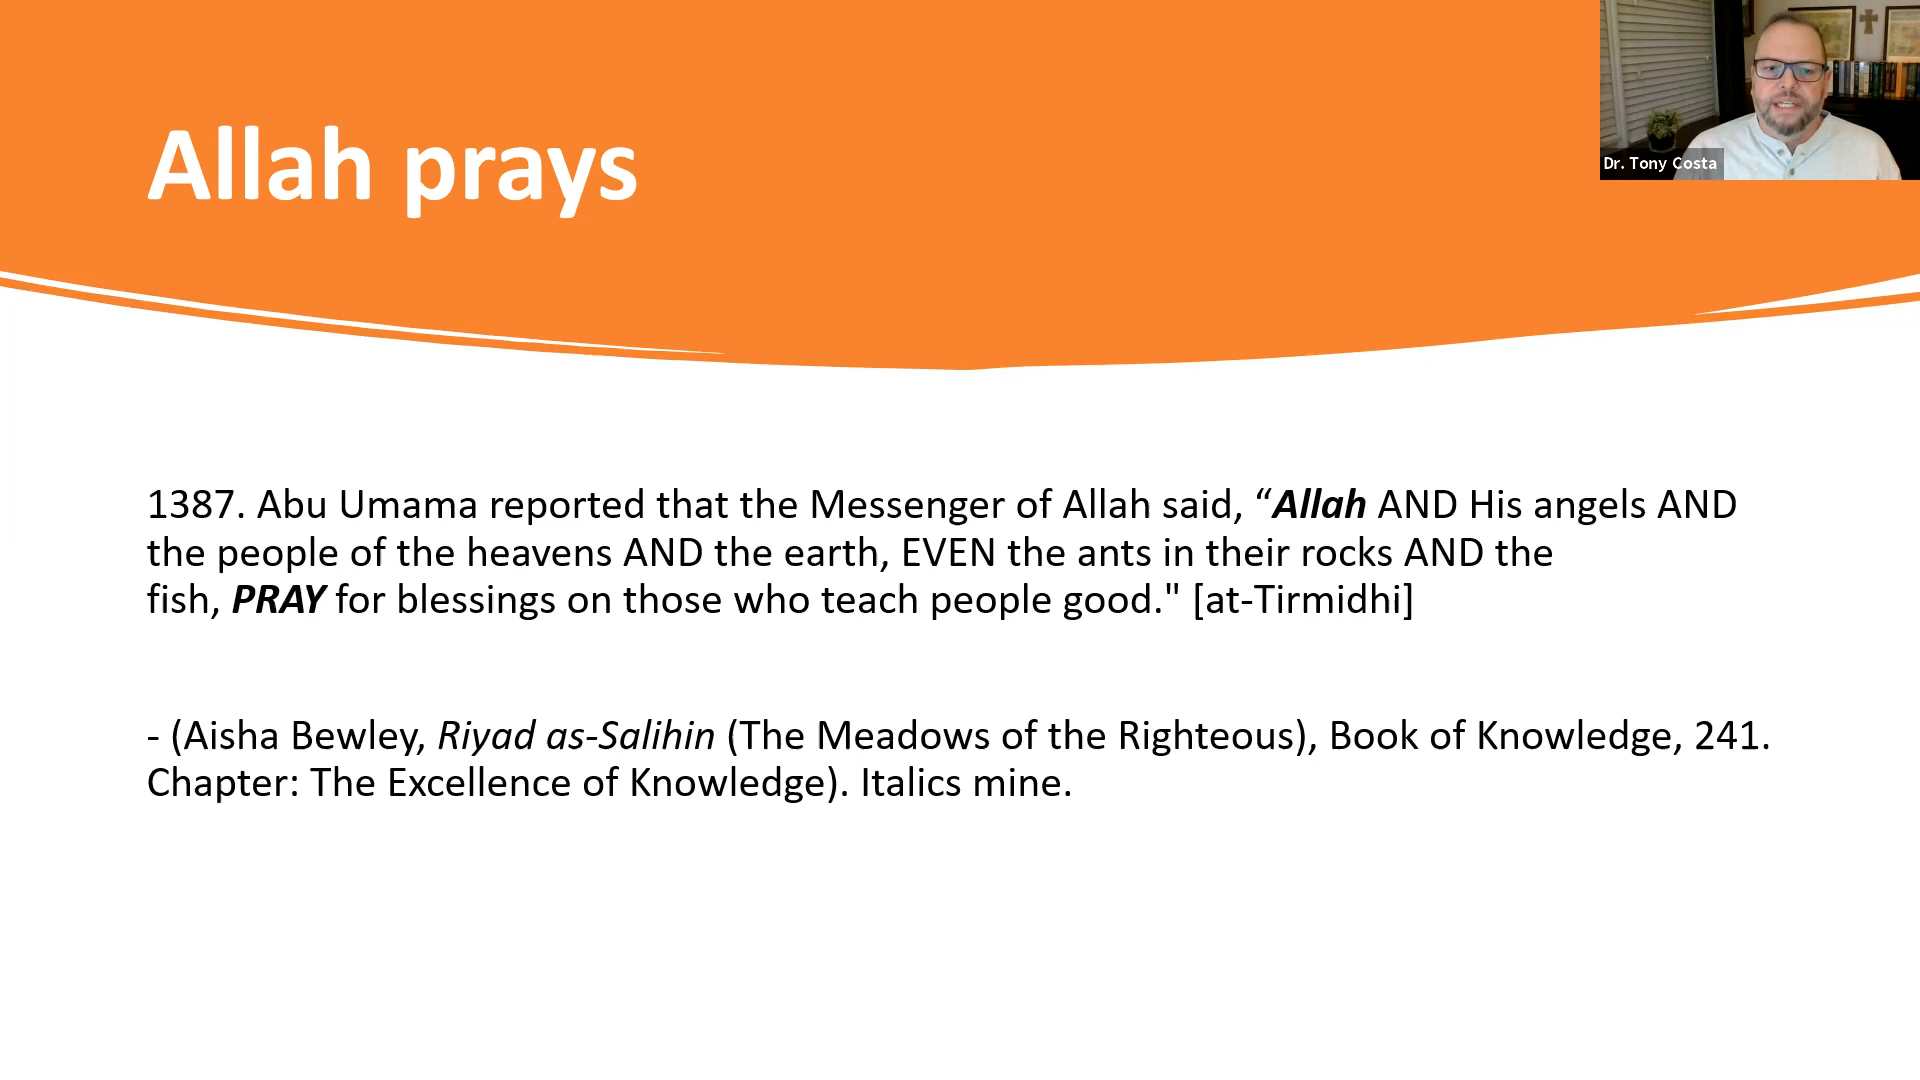 Allah prays
Dr. Tony Costa
1387. Abu Umama reported that the Messenger of Allah said, “Allah AND His angels AND
the people of the heavens AND the earth, EVEN the ants in their rocks AND the
fish, PRAY for blessings on those who teach people good." [at-Tirmidhi]
- (Aisha Bewley, Riyad as-Salihin (The Meadows of the Righteous), Book of Knowledge, 241.
Chapter: The Excellence of Knowledge). Italics mine.